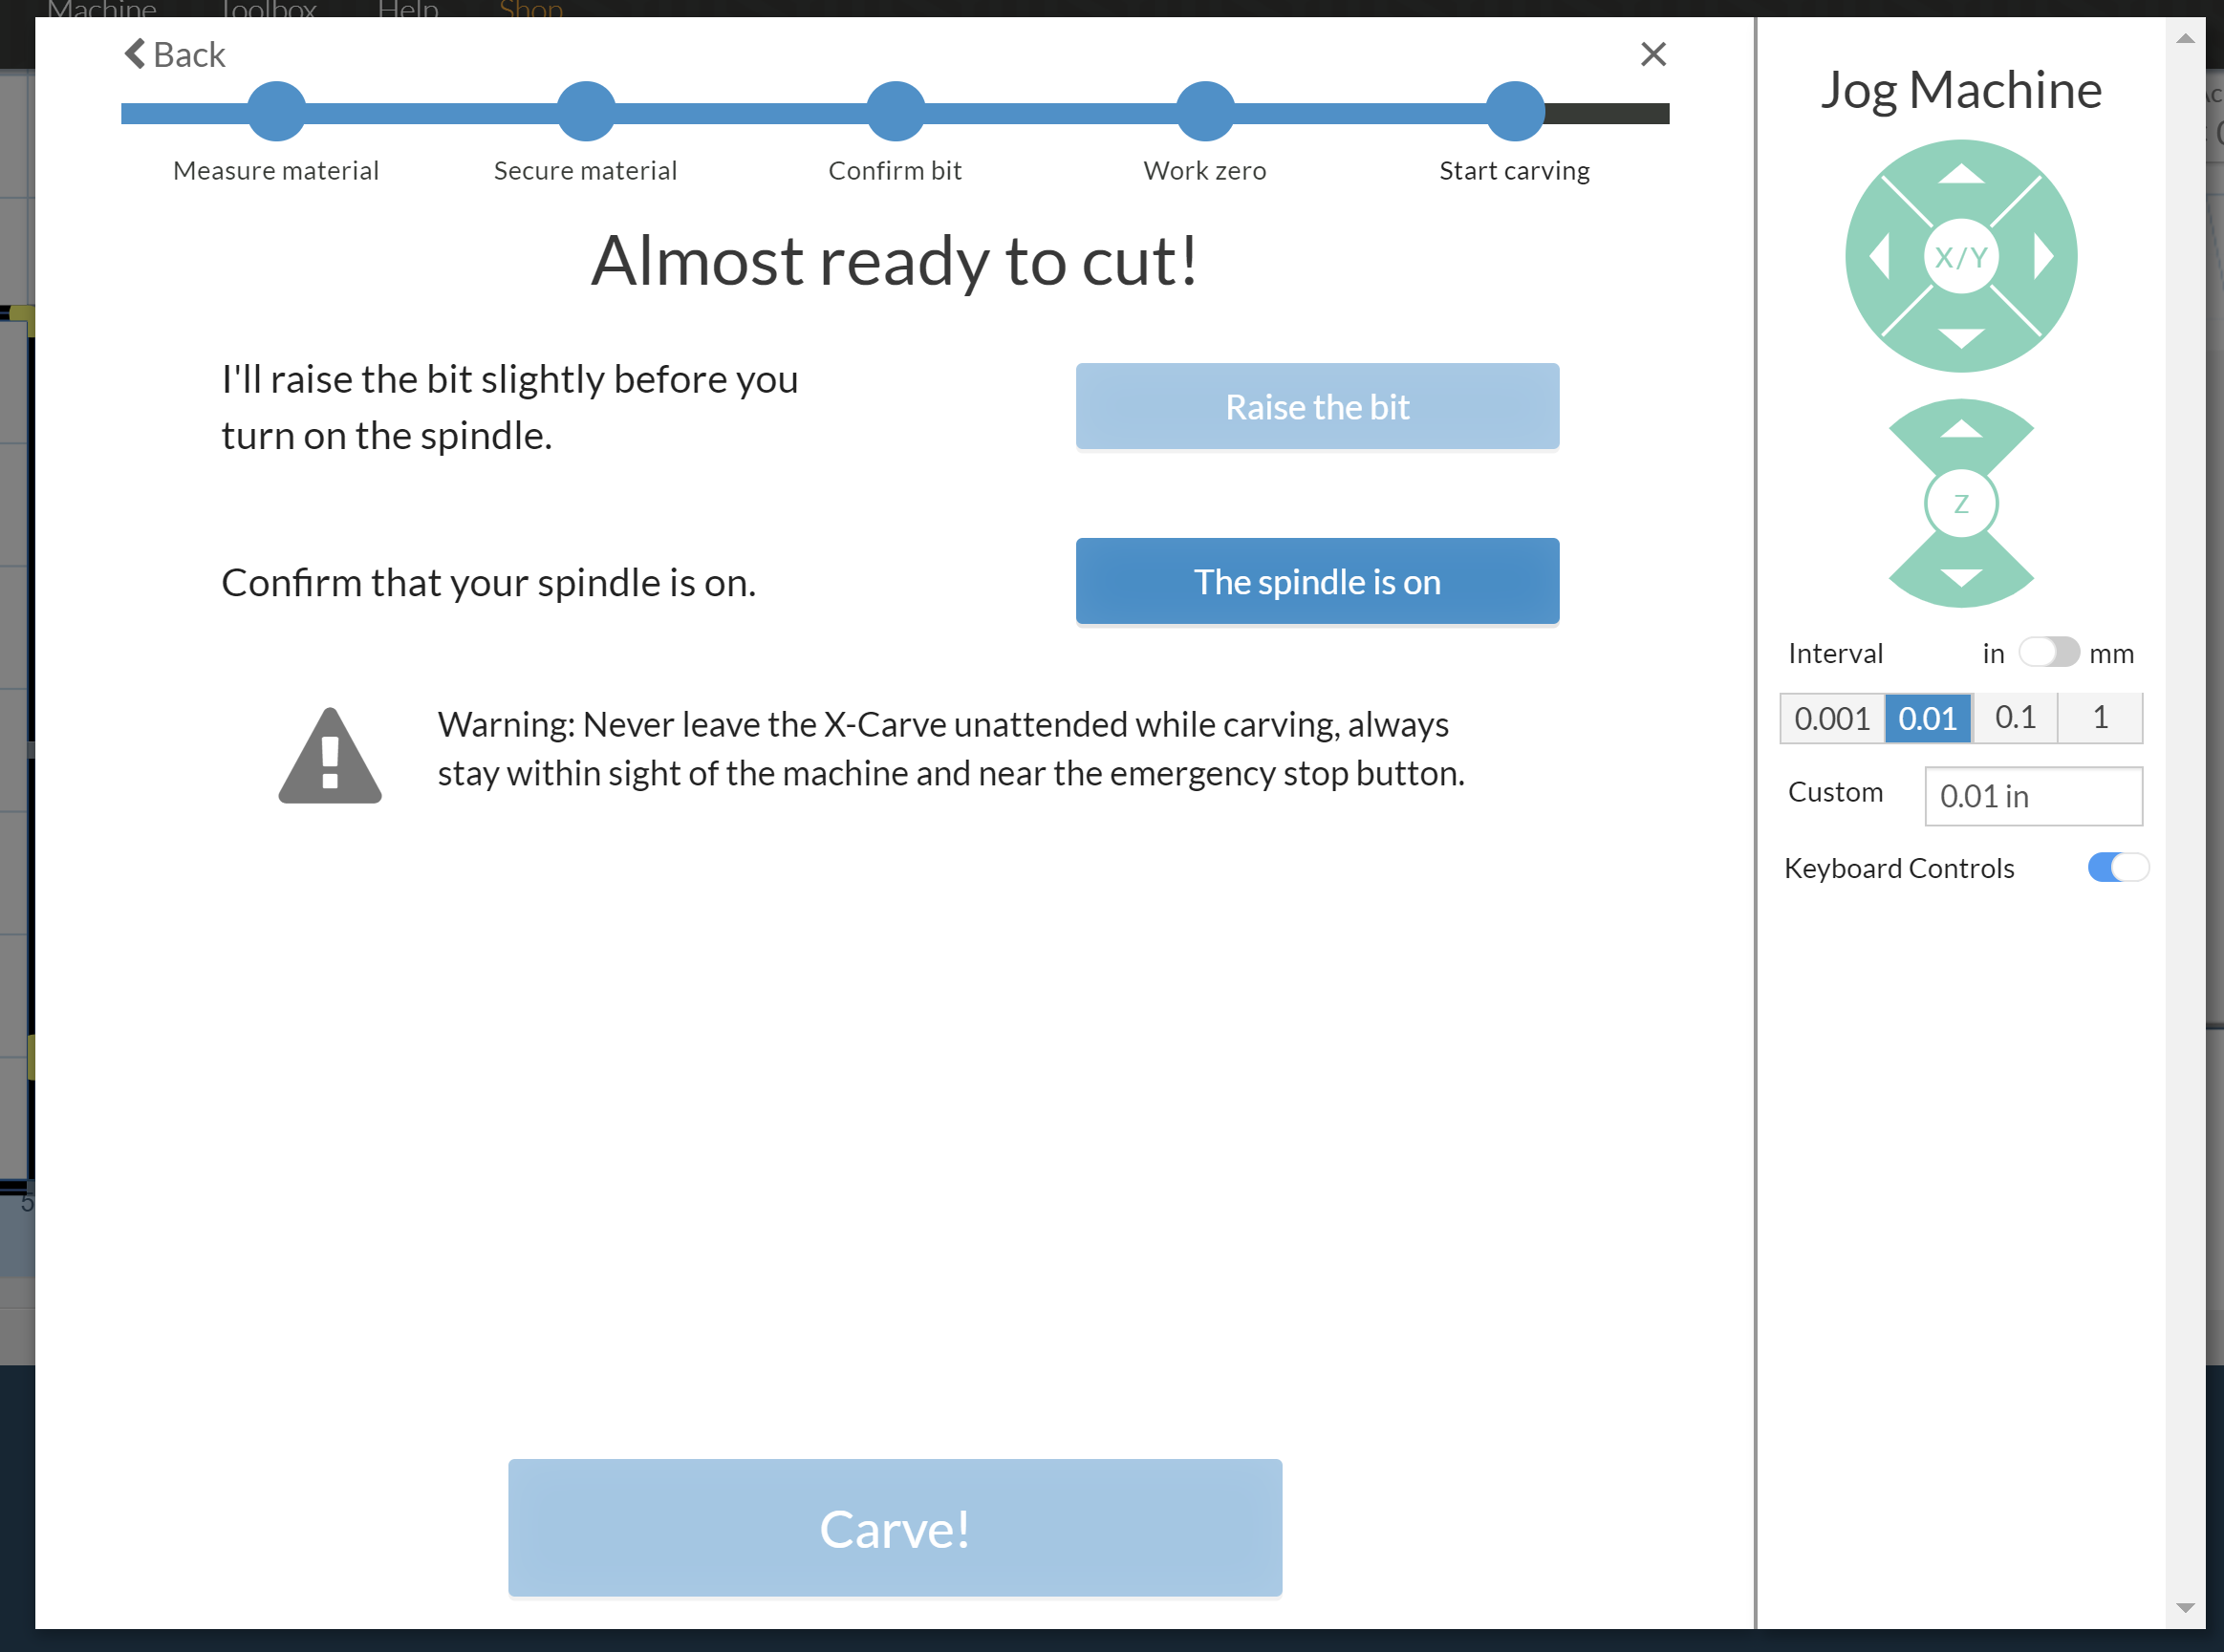 Machine Toolbox Help Shop
Back
Measure material
Secure material
Confirm bit
Work zero
Start carving
Almost ready to cut!
I'll raise the bit slightly before you
turn on the spindle.
Raise the bit
Confirm that your spindle is on.
The spindle is on
Warning: Never leave the X-Carve unattended while carving, always
stay within sight of the machine and near the emergency stop button.
Carve!
Jog Machine
X/Y
Z
Interval in mm
0.001 0.01 0.1 1
Custom 0.01 in
Keyboard Controls
5